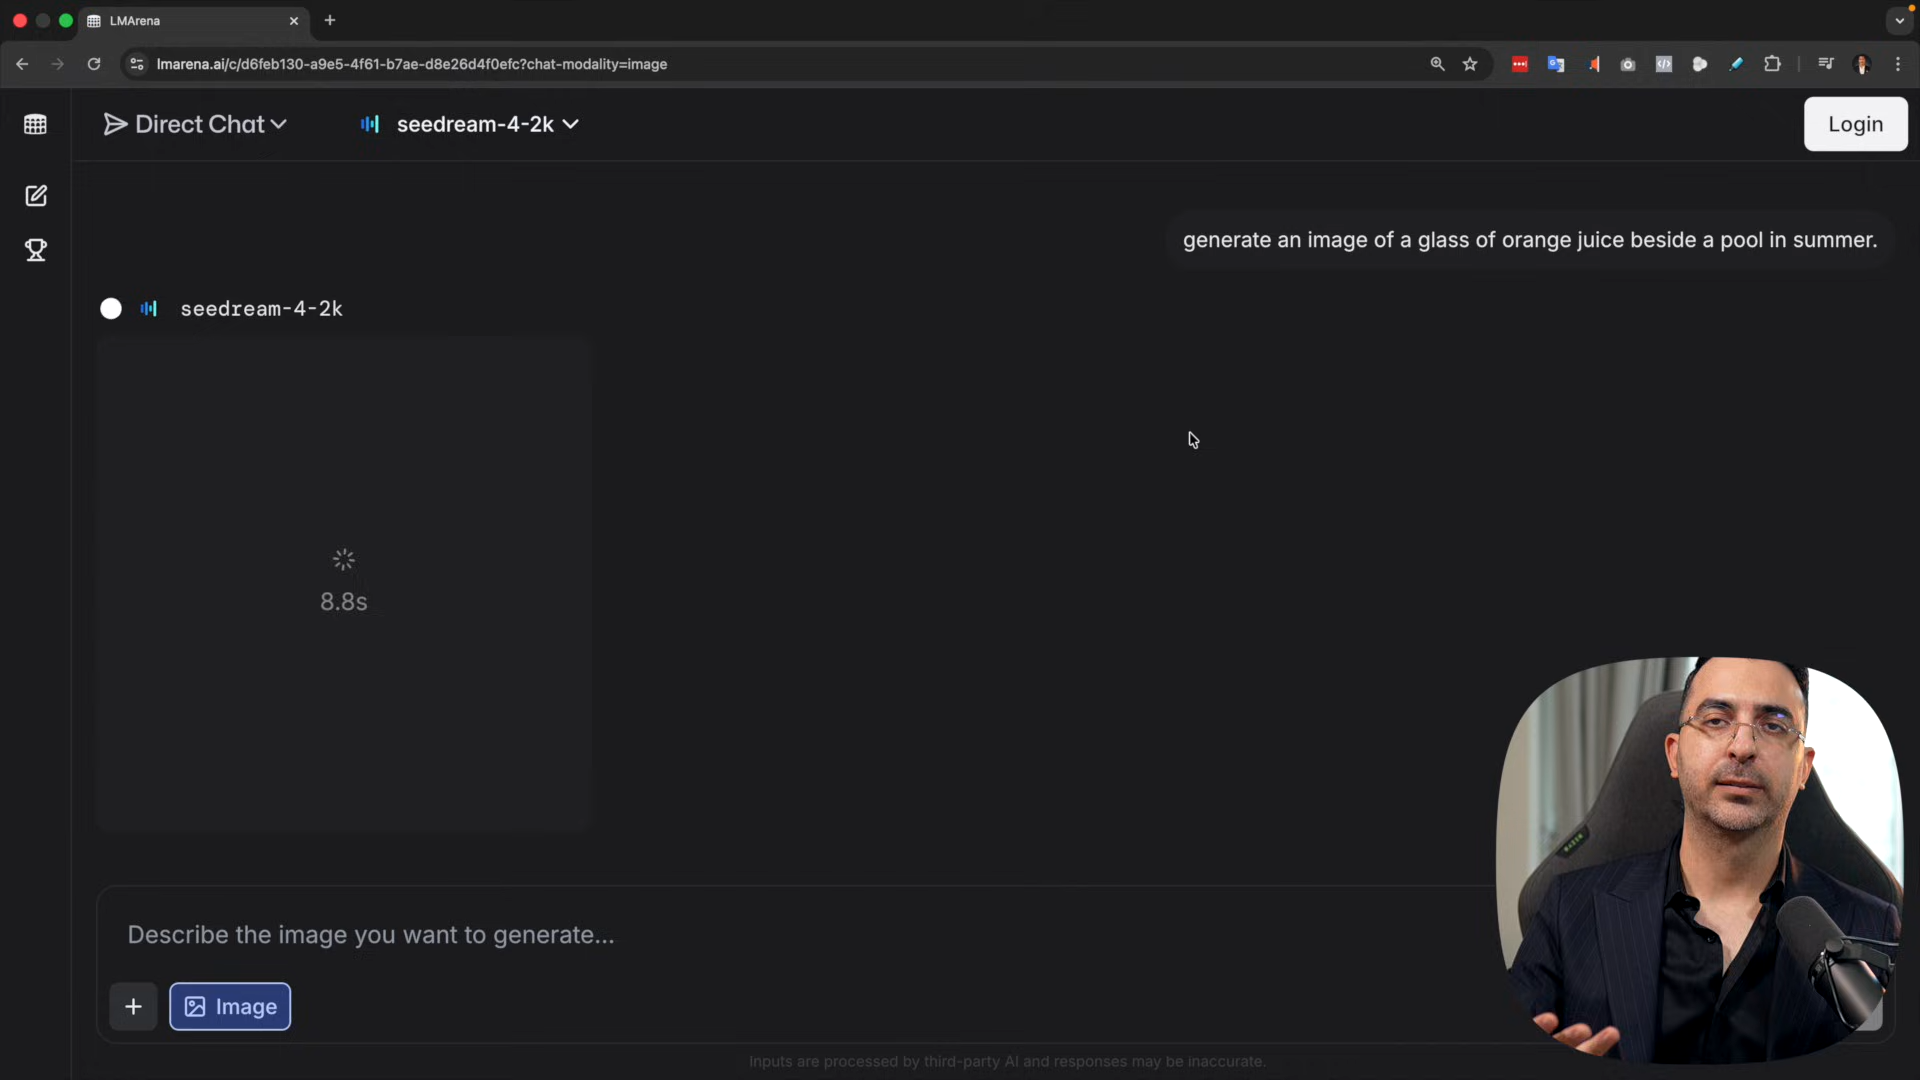 LMArena
lmarena.ai/c/d6feb130-a9e5-4f61-b7ae-d8e26d4f0efc?chat-modality=image
Direct Chat
seedream-4-2k
Login
generate an image of a glass of orange juice beside a pool in summer.
seedream-4-2k
8.8s
Describe the image you want to generate...
Image
Inputs are processed by third-party AI and responses may be inaccurate.